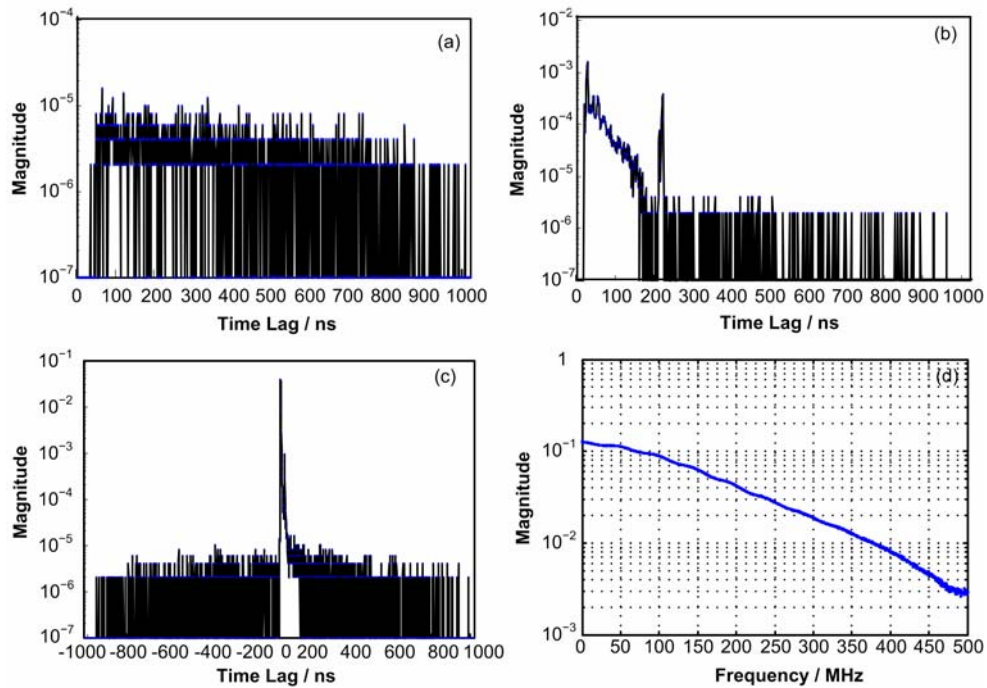 (a)
Magnitude
10⁻⁴
10⁻⁵
10⁻⁶
10⁻⁷
0 100 200 300 400 500 600 700 800 900 1000
Time Lag / ns
(b)
Magnitude
10⁻²
10⁻³
10⁻⁴
10⁻⁵
10⁻⁶
10⁻⁷
0 100 200 300 400 500 600 700 800 900 1000
Time Lag / ns
(c)
Magnitude
10⁻¹
10⁻²
10⁻³
10⁻⁴
10⁻⁵
10⁻⁶
10⁻⁷
-1000 -800 -600 -400 -200 0 200 400 600 800 1000
Time Lag / ns
(d)
Magnitude
1
10⁻¹
10⁻²
10⁻³
0 50 100 150 200 250 300 350 400 450 500
Frequency / MHz